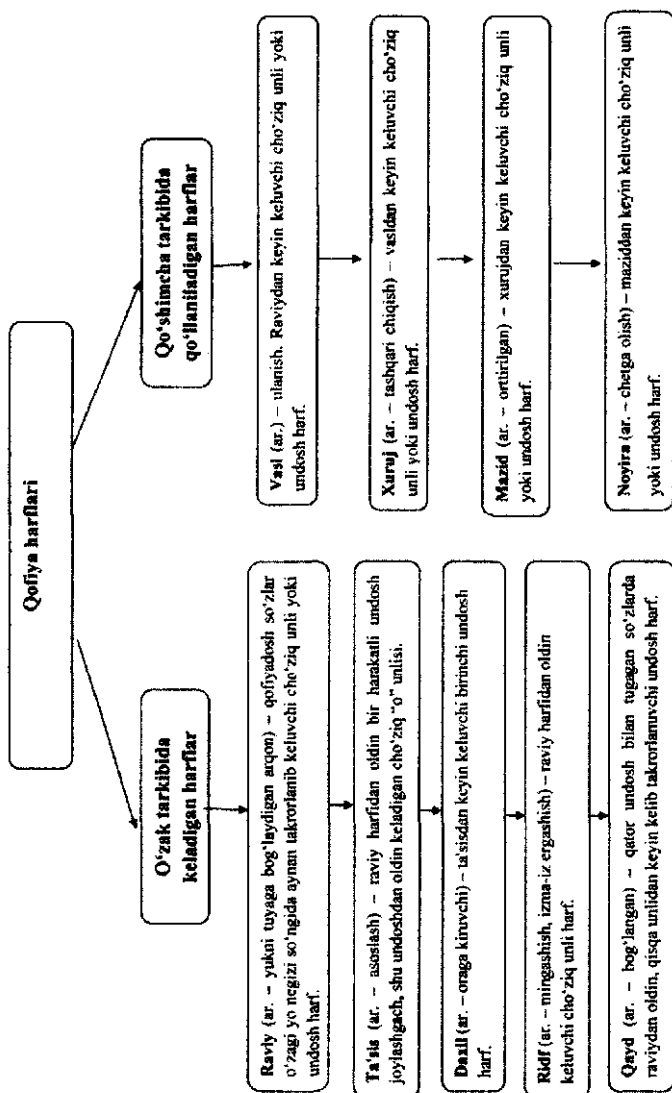 Qofiya harflari
O‘zak tarkibida
keladigan harflar
Raviy (ar. – yukni tuyaga bog‘laydigan arqon) – qofiyadosh so‘zlar
o‘zagi yo negizi so‘ngida aynan takrorlanib keluvchi cho‘ziq unli yoki
undosh harf.
Ta'sis (ar. – asoslash) – raviy harfidan oldin bir harakatli undosh
joylashgach, shu undoshdan oldin keladigan cho‘ziq “o” unlisi.
Daxil (ar. –oraga kiruvchi) – ta'sisdan keyin keluvchi birinchi undosh
harf.
Ridf (ar. – mingashish, izma-iz ergashish) – raviy harfidan oldin
keluvchi cho‘ziq unli harf.
Qayd (ar. – bog‘langan) – qator undosh bilan tugagan so‘zlarda
raviydan oldin, qisqa unlidan keyin kelib takrorlanuvchi undosh harf.
Qo‘shimcha tarkibida
qo‘llaniladigan harflar
Vasl (ar.) – ulanish. Raviydan keyin keluvchi cho‘ziq unli yoki
undosh harf.
Xuruj (ar. – tashqari chiqish) – vasldan keyin keluvchi cho‘ziq
unli yoki undosh harf.
Mazid (ar. – orttirilgan) – xurujdan keyin keluvchi cho‘ziq unli
yoki undosh harf.
Noyira (ar. – chetga olish) – maziddan keyin keluvchi cho‘ziq unli
yoki undosh harf.